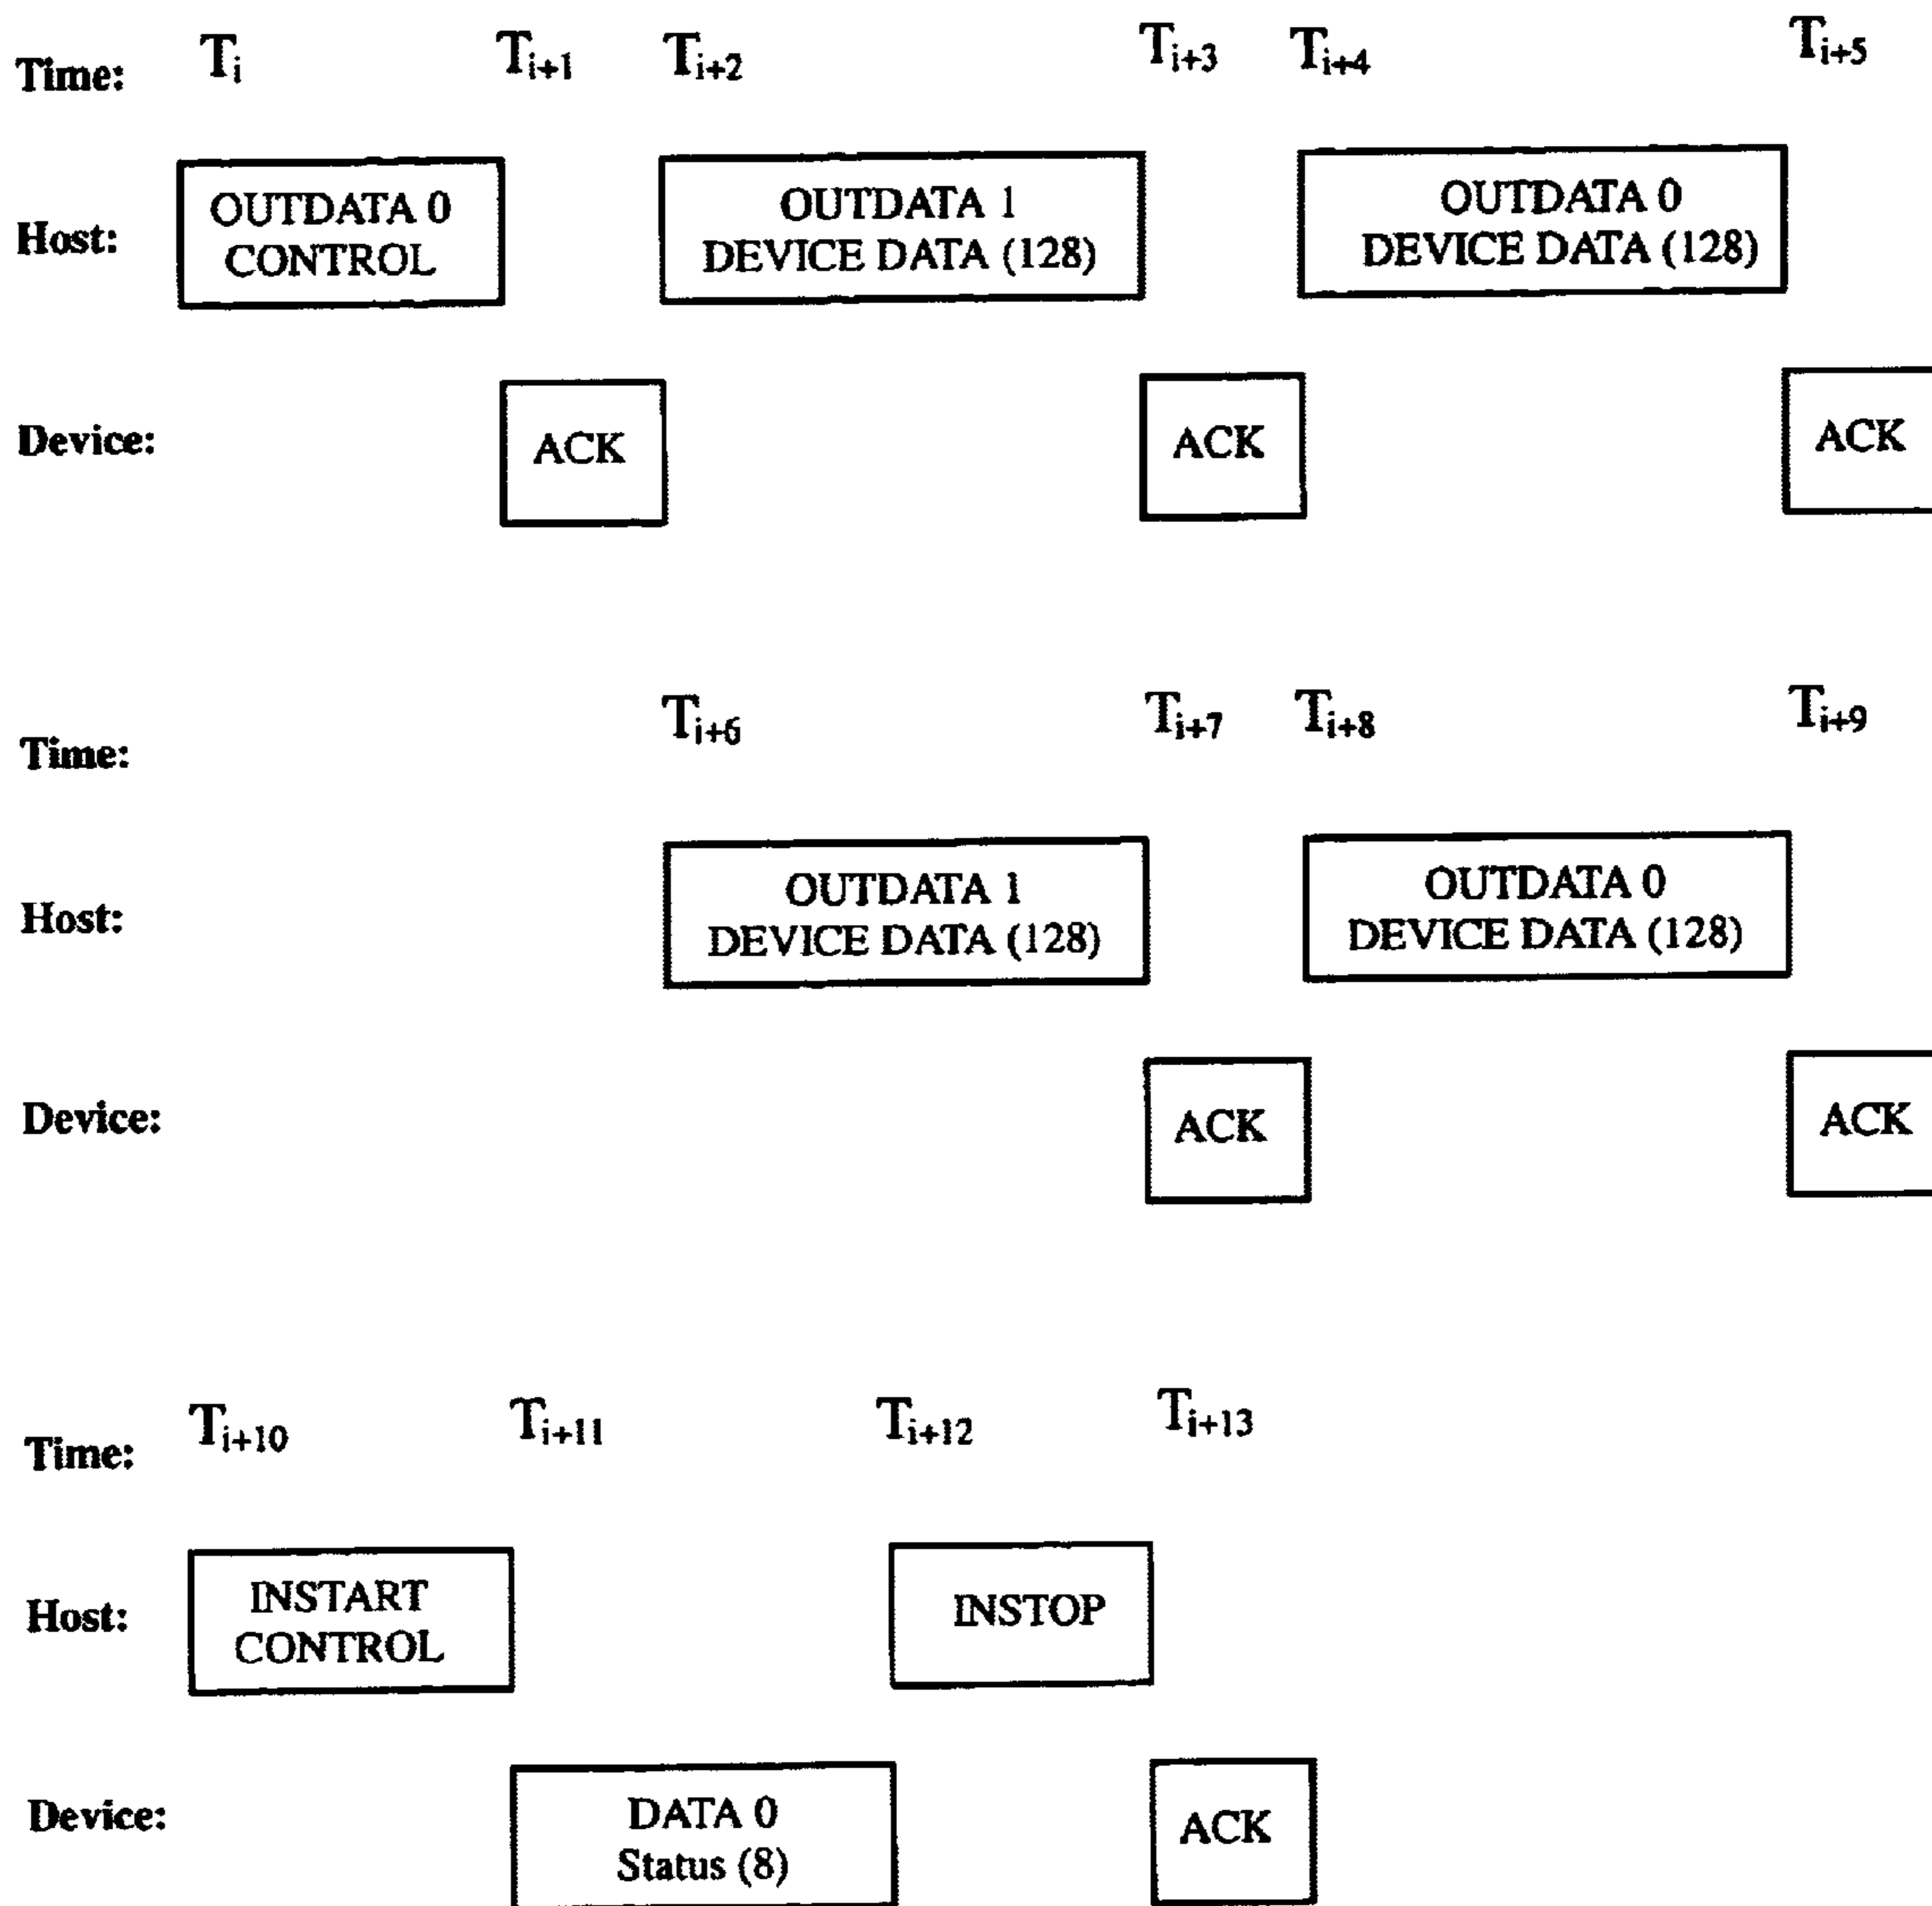 Time: Ti Ti+1 Ti+2 Ti+3 Ti+4 Ti+5
Host:
OUTDATA 0
CONTROL
OUTDATA 1
DEVICE DATA (128)
OUTDATA 0
DEVICE DATA (128)
Device: ACK ACK ACK
Time: Ti+6 Ti+7 Ti+8 Ti+9
Host:
OUTDATA 1
DEVICE DATA (128)
OUTDATA 0
DEVICE DATA (128)
Device: ACK ACK
Time: Ti+10 Ti+11 Ti+12 Ti+13
Host:
INSTART
CONTROL
INSTOP
Device:
DATA 0
Status (8)
ACK